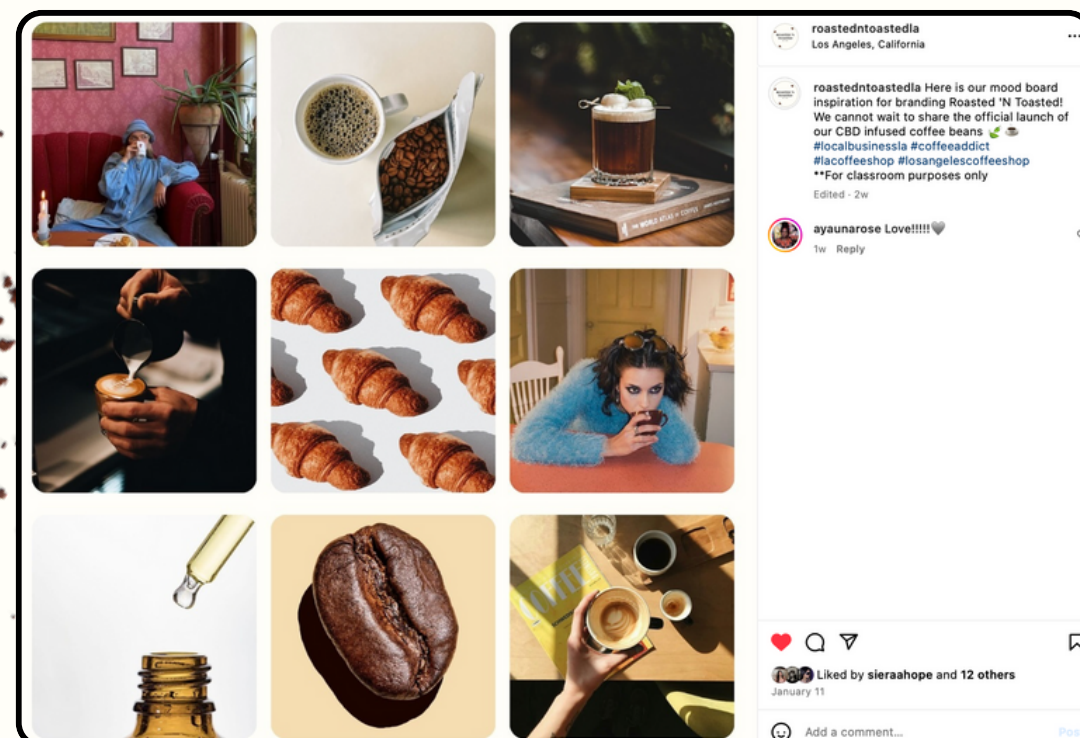 roastedntoastedla
Los Angeles, California
roastedntoastedla Here is our mood board
inspiration for branding Roasted 'N Toasted!
We cannot wait to share the official launch of
our CBD infused coffee beans 🌿 ☕
#localbusinessla #coffeeaddict
#lacoffeeshop #losangelescoffeeshop
**For classroom purposes only
Edited · 2w
ayaunarose Love!!!!!🩶
1w Reply
THE WORLD ATLAS OF COFFEE
COFFEE
Liked by sieraahope and 12 others
January 11
Add a comment...